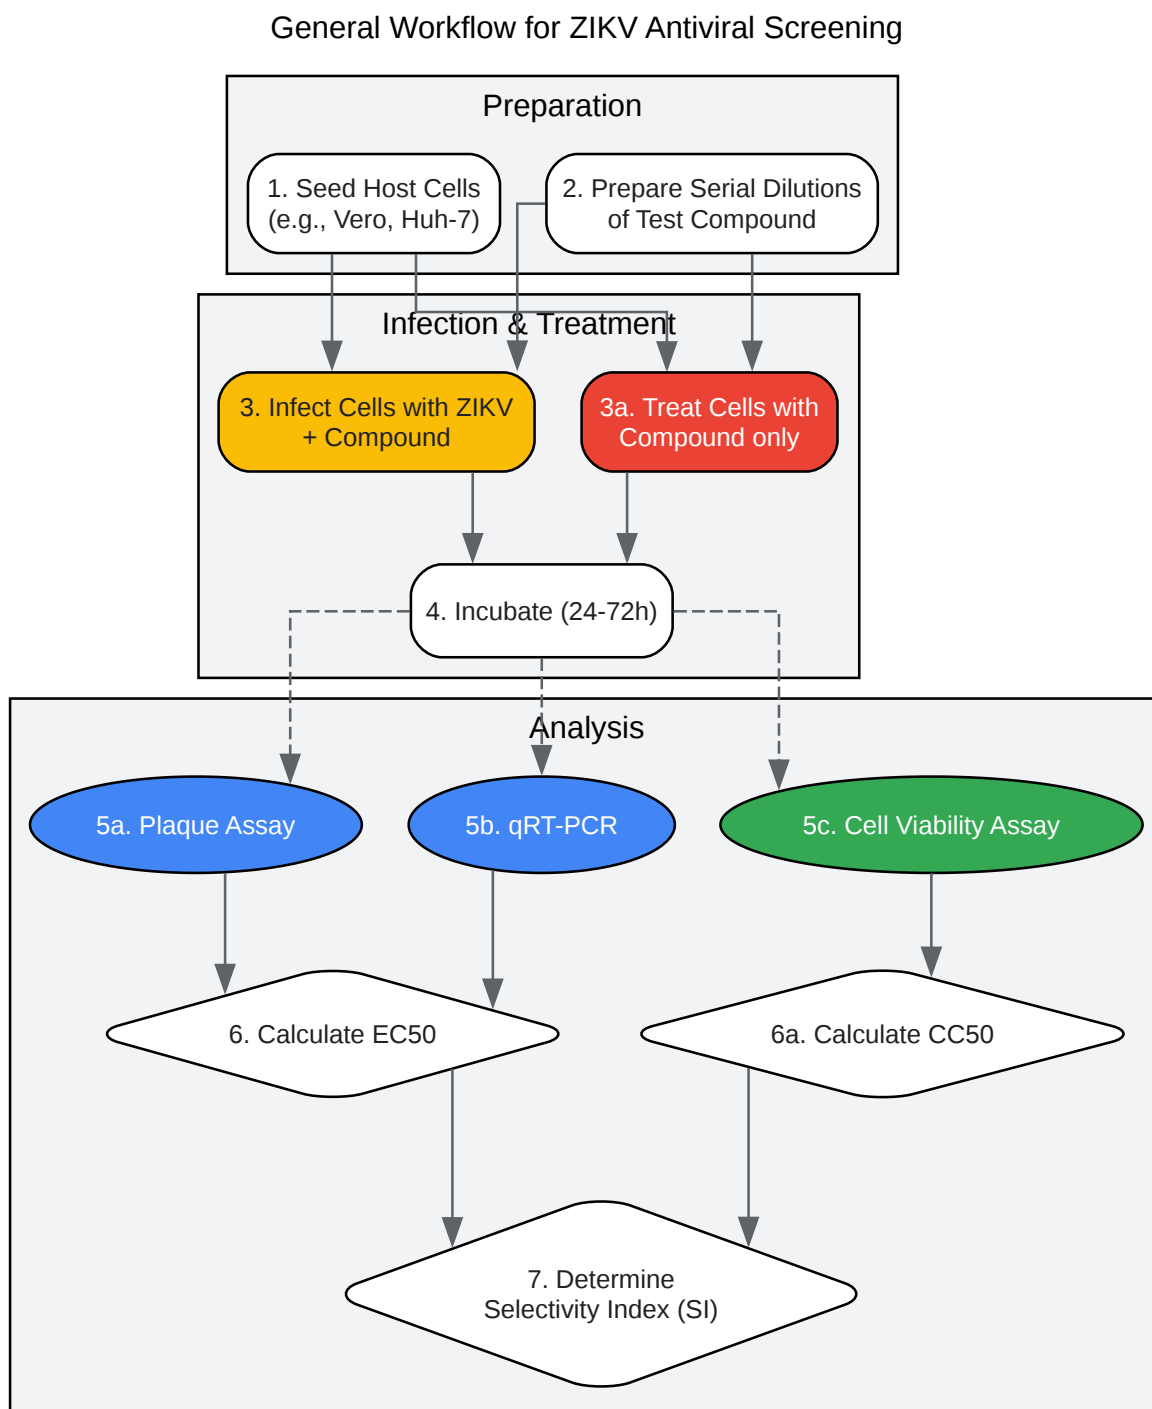 General Workflow for ZIKV Antiviral Screening
Preparation
1. Seed Host Cells
(e.g., Vero, Huh-7)
2. Prepare Serial Dilutions
of Test Compound
Infection & Treatment
3. Infect Cells with ZIKV
+ Compound
3a. Treat Cells with
Compound only
4. Incubate (24-72h)
Analysis
5a. Plaque Assay
5b. qRT-PCR
5c. Cell Viability Assay
6. Calculate EC50
6a. Calculate CC50
7. Determine
Selectivity Index (SI)